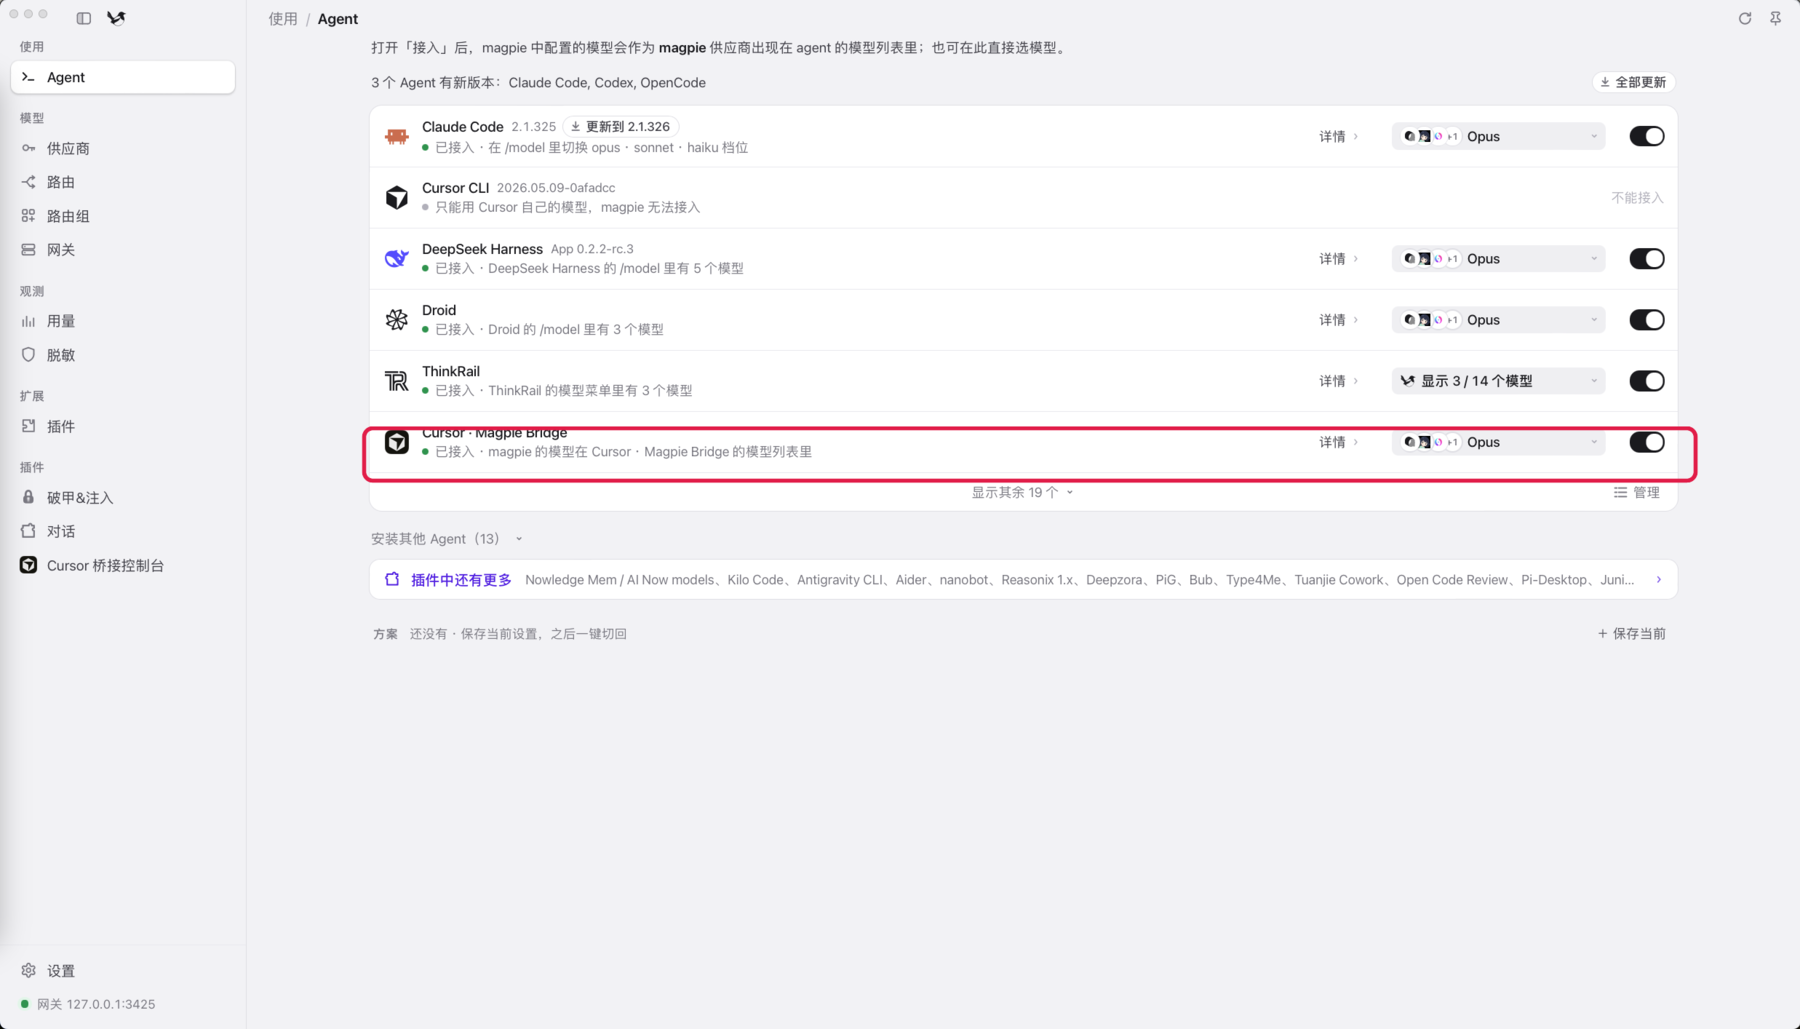 使用 / Agent
使用
Agent
模型
供应商
路由
路由组
网关
观测
用量
脱敏
扩展
插件
插件
破甲&注入
对话
Cursor 桥接控制台
设置
网关 127.0.0.1:3425
打开「接入」后，magpie 中配置的模型会作为 magpie 供应商出现在 agent 的模型列表里；也可在此直接选模型。
3 个 Agent 有新版本：Claude Code, Codex, OpenCode
全部更新
Claude Code 2.1.325 更新到 2.1.326
已接入 · 在 /model 里切换 opus · sonnet · haiku 档位
详情 +1 Opus
Cursor CLI 2026.05.09-0afadcc
只能用 Cursor 自己的模型，magpie 无法接入
不能接入
DeepSeek Harness App 0.2.2-rc.3
已接入 · DeepSeek Harness 的 /model 里有 5 个模型
详情 +1 Opus
Droid
已接入 · Droid 的 /model 里有 3 个模型
详情 +1 Opus
ThinkRail
已接入 · ThinkRail 的模型菜单里有 3 个模型
详情 显示 3 / 14 个模型
Cursor · Magpie Bridge
已接入 · magpie 的模型在 Cursor · Magpie Bridge 的模型列表里
详情 +1 Opus
显示其余 19 个
管理
安装其他 Agent（13）
插件中还有更多 Nowledge Mem / AI Now models、Kilo Code、Antigravity CLI、Aider、nanobot、Reasonix 1.x、Deepzora、PiG、Bub、Type4Me、Tuanjie Cowork、Open Code Review、Pi-Desktop、Juni...
方案 还没有 · 保存当前设置，之后一键切回
+ 保存当前